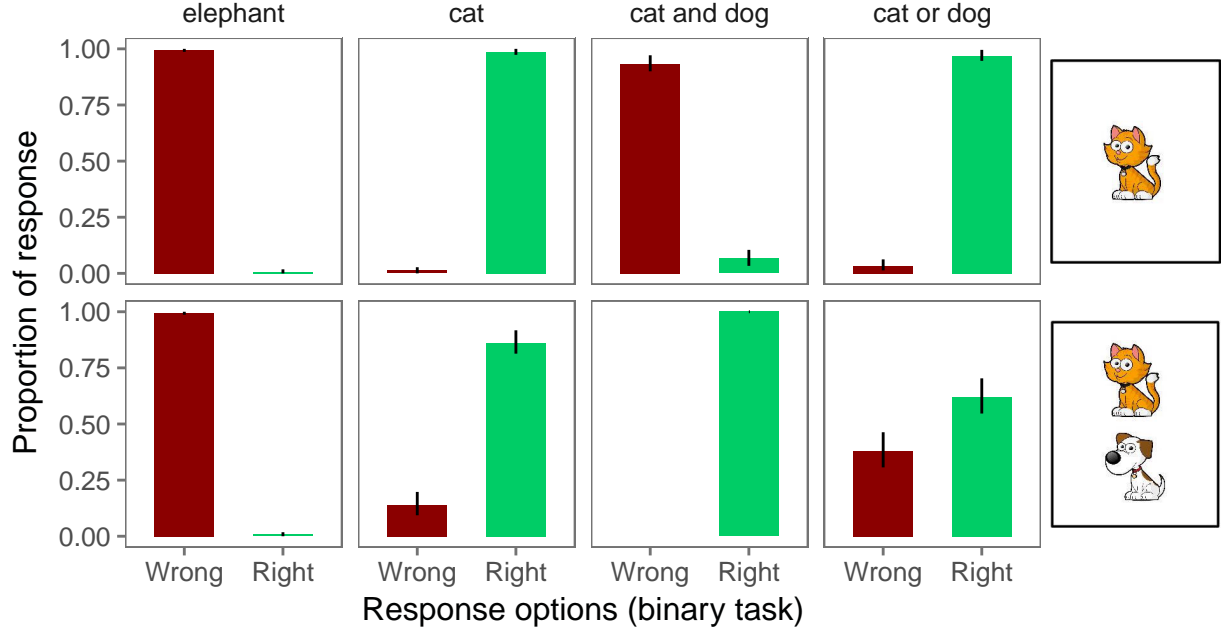 elephant cat cat and dog cat or dog
1.00
0.75
0.50
0.25
0.00
1.00
0.75
0.50
0.25
0.00
Proportion of response
Wrong Right Wrong Right Wrong Right Wrong Right
Response options (binary task)